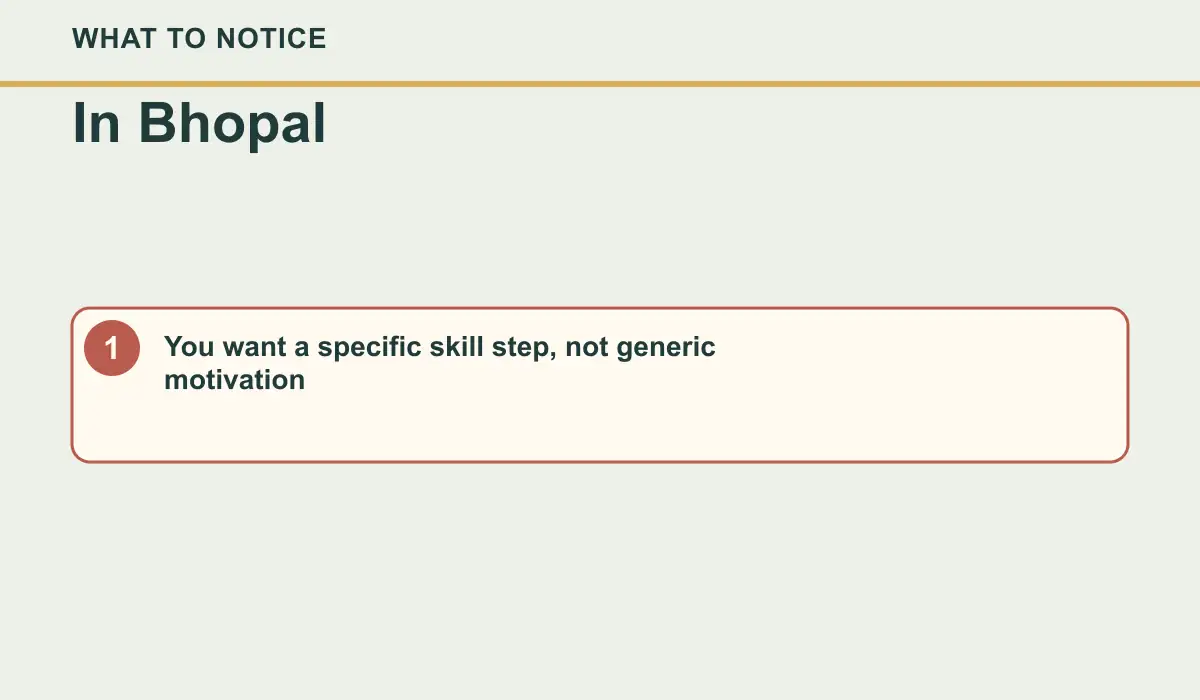 WHAT TO NOTICE
In Bhopal
1
You want a specific skill step, not generic
motivation